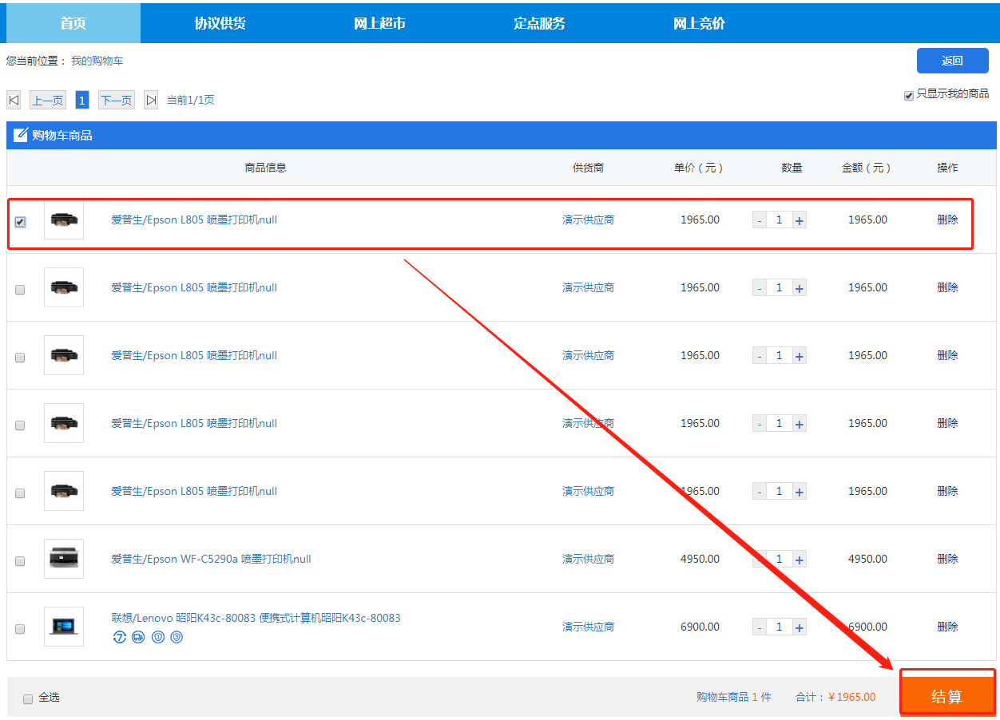 首页 协议供货 网上超市 定点服务 网上竞价
您当前位置： 我的购物车 返回
上一页 1 下一页 当前1/1页 只显示我的商品
购物车商品
商品信息 供货商 单价（元） 数量 金额（元） 操作
爱普生/Epson L805 喷墨打印机null 演示供应商 1965.00 - 1 + 1965.00 删除
爱普生/Epson L805 喷墨打印机null 演示供应商 1965.00 - 1 + 1965.00 删除
爱普生/Epson L805 喷墨打印机null 演示供应商 1965.00 - 1 + 1965.00 删除
爱普生/Epson L805 喷墨打印机null 演示供应商 1965.00 - 1 + 1965.00 删除
爱普生/Epson L805 喷墨打印机null 演示供应商 1965.00 - 1 + 1965.00 删除
爱普生/Epson WF-C5290a 喷墨打印机null 演示供应商 4950.00 - 1 + 4950.00 删除
联想/Lenovo 昭阳K43c-80083 便携式计算机昭阳K43c-80083
7 演示供应商 6900.00 - 1 + 6900.00 删除
全选 购物车商品 1 件 合计：￥1965.00 结算